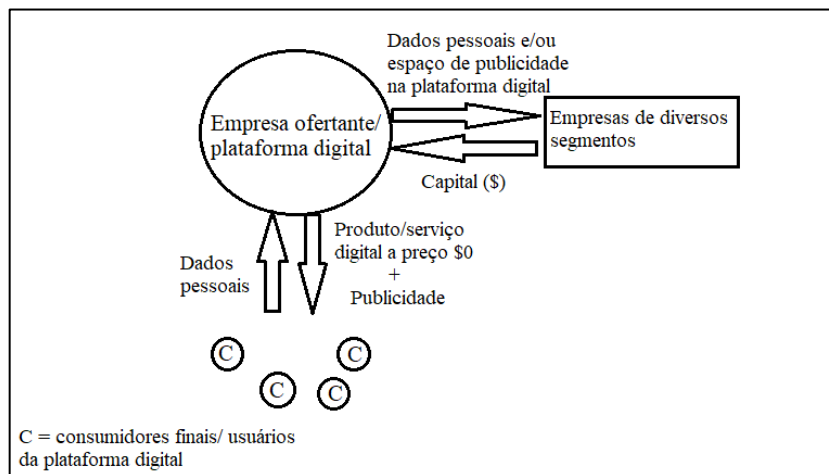 Dados pessoais e/ou
espaço de publicidade
na plataforma digital
Empresa ofertante/
plataforma digital
Empresas de diversos
segmentos
Capital ($)
Produto/serviço
digital a preço $0
+
Publicidade
Dados
pessoais
C
C
C
C
C = consumidores finais/ usuários
da plataforma digital